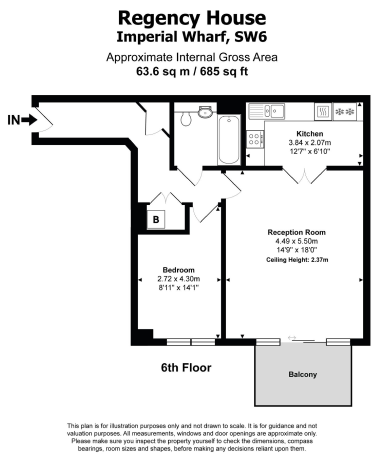 Regency House
Imperial Wharf, SW6
Approximate Internal Gross Area
63.6 sq m / 685 sq ft
IN
Kitchen
3.84 x 2.07m
12'7" x 6'10"
B
Reception Room
4.49 x 5.50m
14'9" x 18'0"
Ceiling Height: 2.37m
Bedroom
2.72 x 4.30m
8'11" x 14'1"
6th Floor
Balcony
This plan is for illustration purposes only and not drawn to scale. It is for guidance and not
valuation purposes. All measurements, windows and door openings are approximate only.
Please make sure you inspect the property yourself to check the dimensions, compass
bearings, room sizes and shapes, before making any decisions reliant upon them.